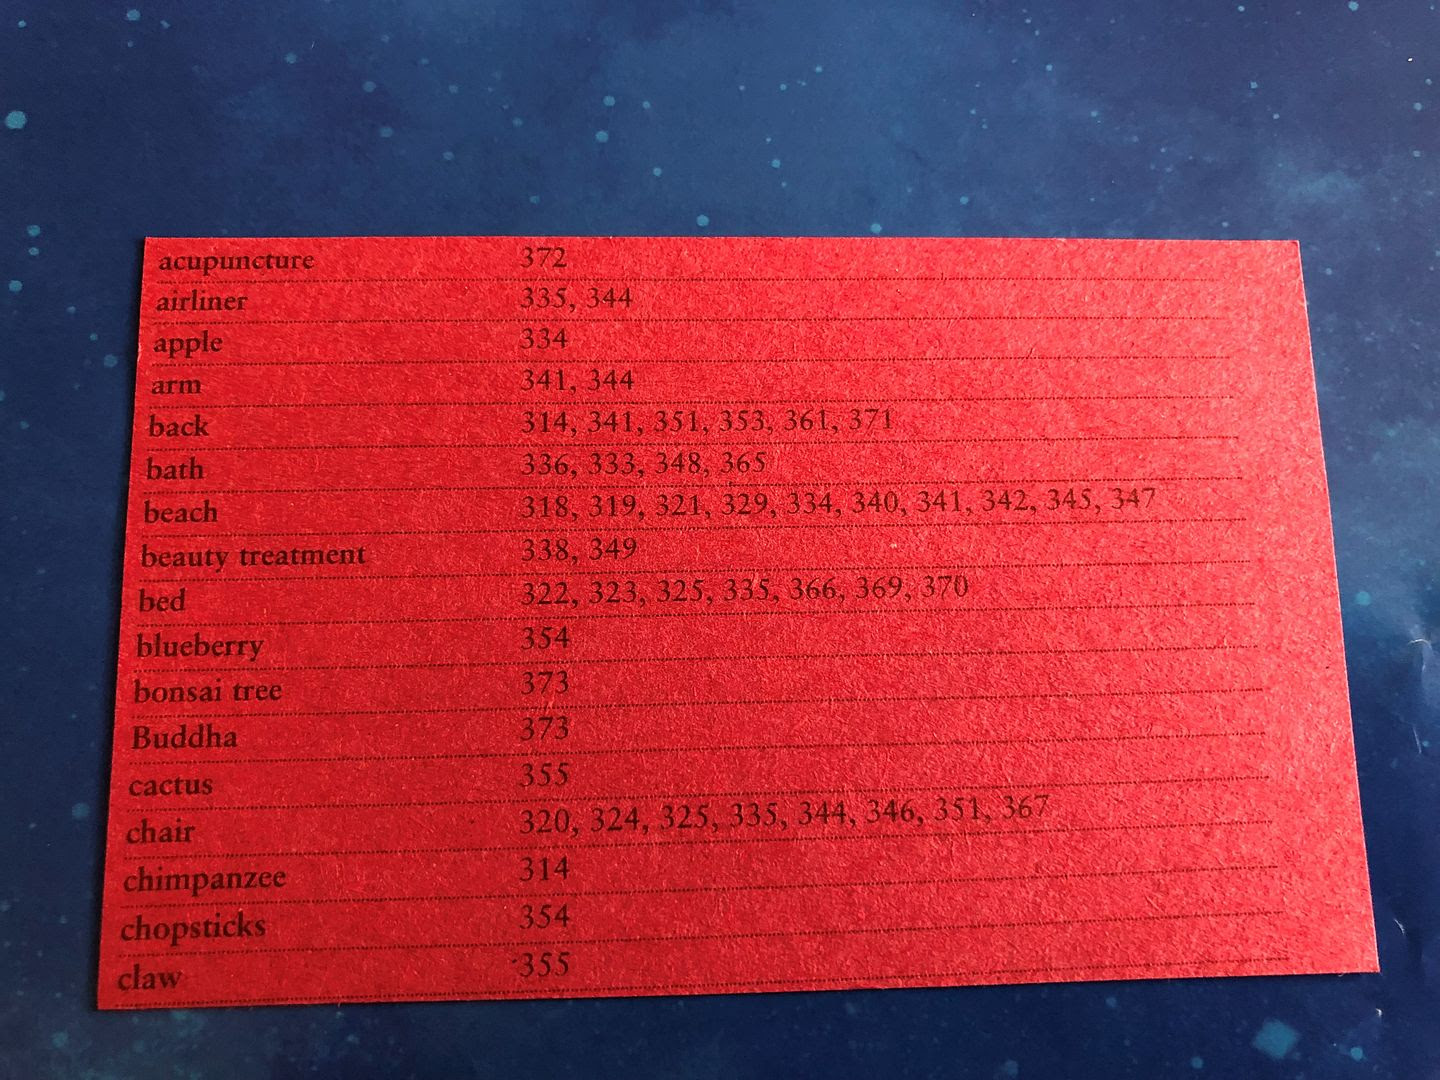 acupuncture 372
airliner 335, 344
apple 334
arm 341, 344
back 314, 341, 351, 353, 361, 371
bath 336, 333, 348, 365
beach 318, 319, 321, 329, 334, 340, 341, 342, 345, 347
beauty treatment 338, 349
bed 322, 323, 325, 335, 366, 369, 370
blueberry 354
bonsai tree 373
Buddha 373
cactus 355
chair 320, 324, 325, 335, 344, 346, 351, 367
chimpanzee 314
chopsticks 354
claw 355